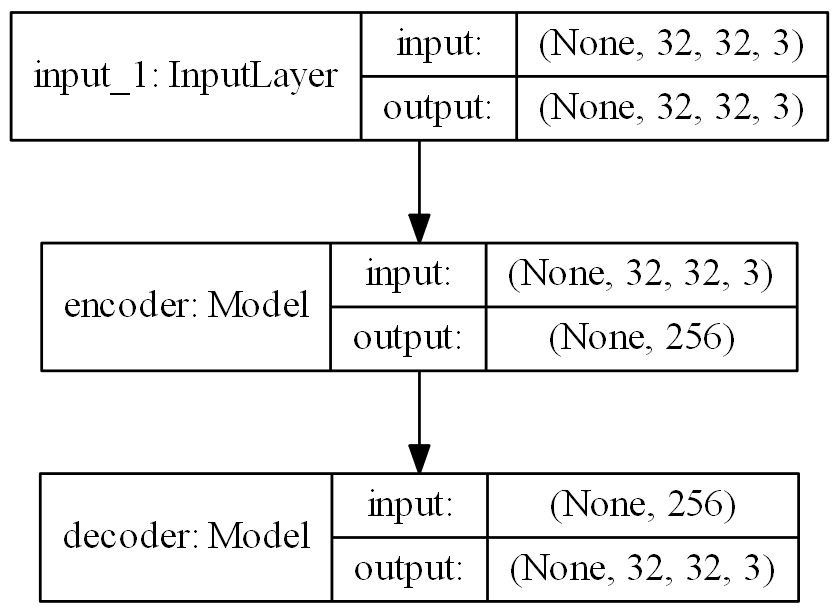 input_1: InputLayer
input: (None, 32, 32, 3)
output: (None, 32, 32, 3)
encoder: Model
input: (None, 32, 32, 3)
output: (None, 256)
decoder: Model
input: (None, 256)
output: (None, 32, 32, 3)